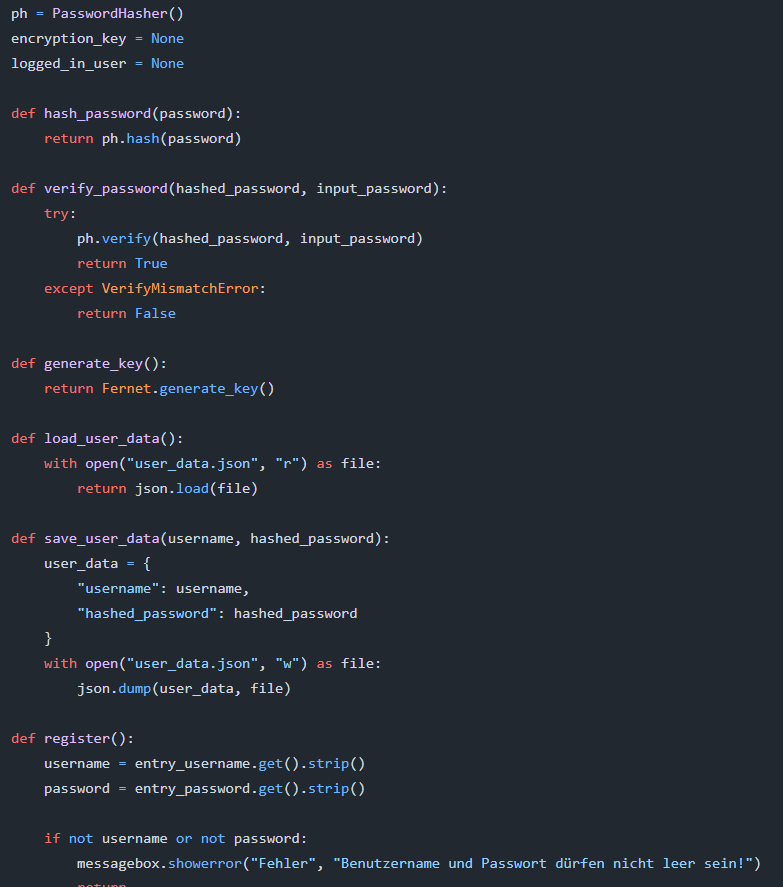 ph = PasswordHasher()
encryption_key = None
logged_in_user = None

def hash_password(password):
    return ph.hash(password)

def verify_password(hashed_password, input_password):
    try:
        ph.verify(hashed_password, input_password)
        return True
    except VerifyMismatchError:
        return False

def generate_key():
    return Fernet.generate_key()

def load_user_data():
    with open("user_data.json", "r") as file:
        return json.load(file)

def save_user_data(username, hashed_password):
    user_data = {
        "username": username,
        "hashed_password": hashed_password
    }
    with open("user_data.json", "w") as file:
        json.dump(user_data, file)

def register():
    username = entry_username.get().strip()
    password = entry_password.get().strip()

    if not username or not password:
        messagebox.showerror("Fehler", "Benutzername und Passwort dürfen nicht leer sein!")
        return